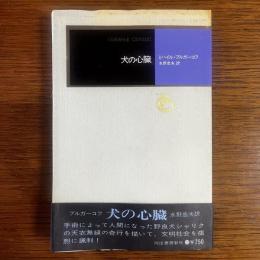 犬の心臓
ミハイル・ブルガーコフ
水野忠夫 訳
ブルガーコフ 犬の心臓 水野忠夫訳
手術によって人間になった野良犬シャリク
の天衣無縫の奇行を描いて、文明社会を痛
烈に諷刺!
河出書房新社 ● ¥750